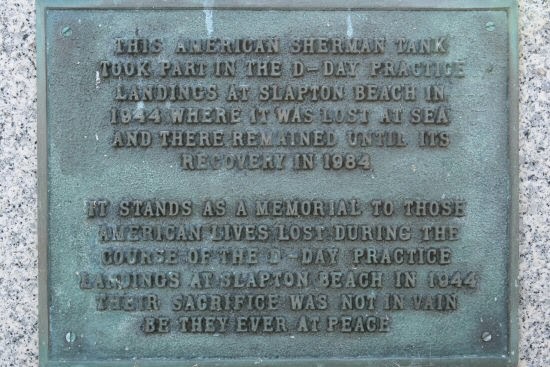 THIS AMERICAN SHERMAN TANK
TOOK PART IN THE D-DAY PRACTICE
LANDINGS AT SLAPTON BEACH IN
1944 WHERE IT WAS LOST AT SEA
AND THERE REMAINED UNTIL ITS
RECOVERY IN 1984
IT STANDS AS A MEMORIAL TO THOSE
AMERICAN LIVES LOST DURING THE
COURSE OF THE D-DAY PRACTICE
LANDINGS AT SLAPTON BEACH IN 1944
THEIR SACRIFICE WAS NOT IN VAIN
BE THEY EVER AT PEACE